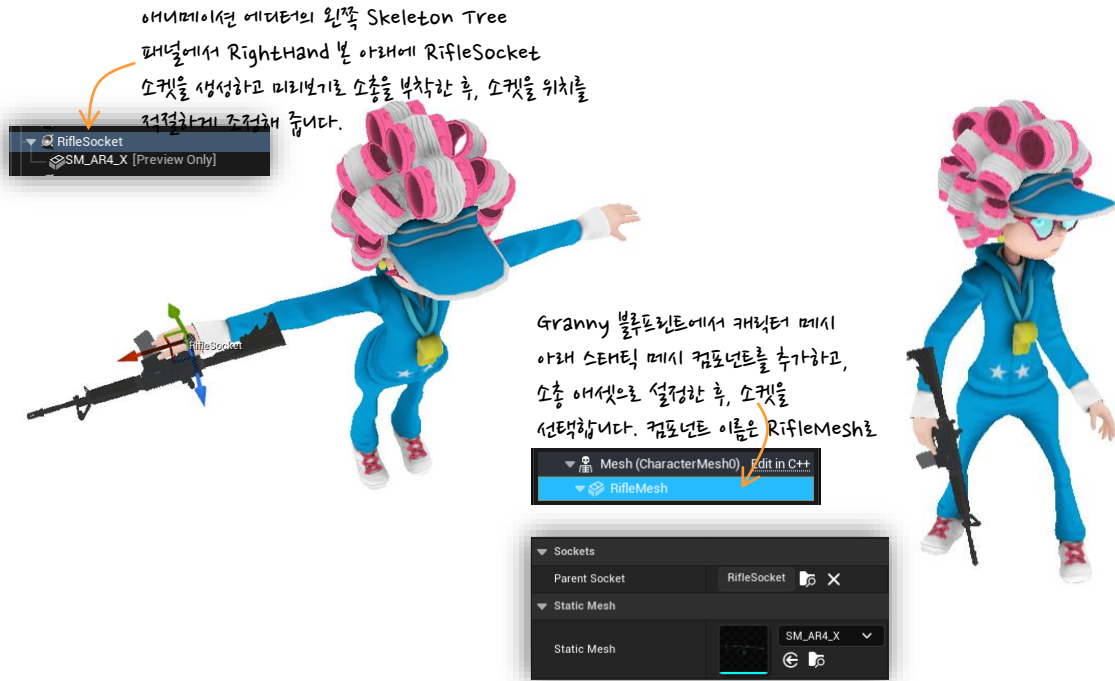 애니메이션 에디터의 왼쪽 Skeleton Tree
패널에서 RightHand 본 아래에 RifleSocket
소켓을 생성하고 미리보기로 소총을 부착한 후, 소켓을 위치를
적절하게 조정해 줍니다.
RifleSocket
SM_AR4_X [Preview Only]
RifleSocket
Granny 블루프린트에서 캐릭터 메시
아래 스태틱 메시 컴포넌트를 추가하고,
소총 애셋으로 설정한 후, 소켓을
선택합니다. 컴포넌트 이름은 RifleMesh로
Mesh (CharacterMesh0) Edit in C++
RifleMesh
Sockets
Parent Socket RifleSocket
Static Mesh
Static Mesh SM_AR4_X